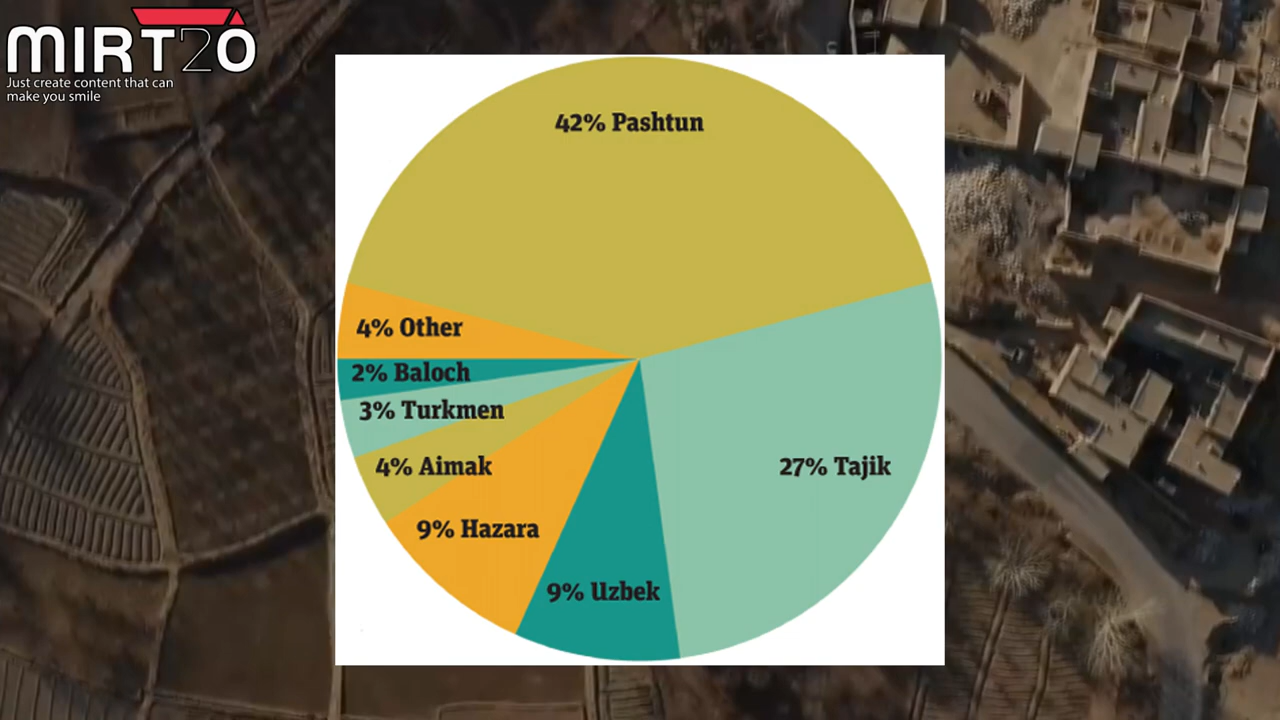 MIRT20
Just create content that can
make you smile
42% Pashtun
4% Other
2% Baloch
3% Turkmen
27% Tajik
4% Aimak
9% Hazara
9% Uzbek